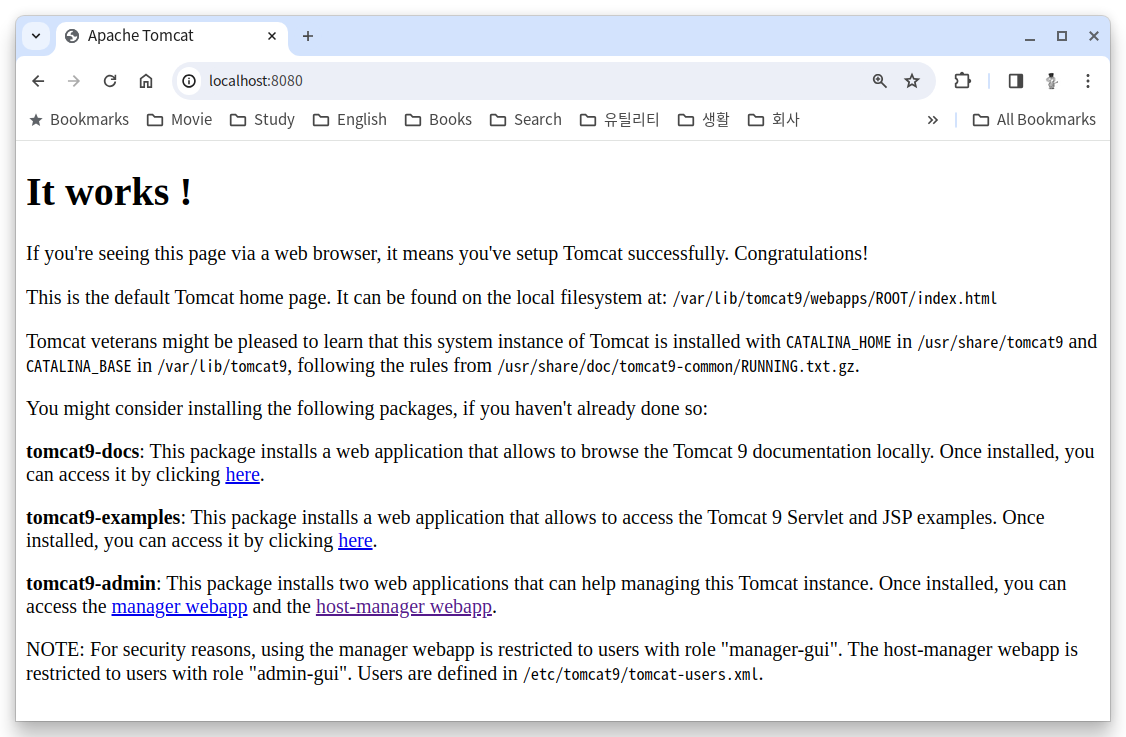 Apache Tomcat
localhost:8080
Bookmarks Movie Study English Books Search 유틸리티 생활 회사 » All Bookmarks
It works !
If you're seeing this page via a web browser, it means you've setup Tomcat successfully. Congratulations!
This is the default Tomcat home page. It can be found on the local filesystem at: /var/lib/tomcat9/webapps/ROOT/index.html
Tomcat veterans might be pleased to learn that this system instance of Tomcat is installed with CATALINA_HOME in /usr/share/tomcat9 and
CATALINA_BASE in /var/lib/tomcat9, following the rules from /usr/share/doc/tomcat9-common/RUNNING.txt.gz.
You might consider installing the following packages, if you haven't already done so:
tomcat9-docs: This package installs a web application that allows to browse the Tomcat 9 documentation locally. Once installed, you
can access it by clicking here.
tomcat9-examples: This package installs a web application that allows to access the Tomcat 9 Servlet and JSP examples. Once
installed, you can access it by clicking here.
tomcat9-admin: This package installs two web applications that can help managing this Tomcat instance. Once installed, you can
access the manager webapp and the host-manager webapp.
NOTE: For security reasons, using the manager webapp is restricted to users with role "manager-gui". The host-manager webapp is
restricted to users with role "admin-gui". Users are defined in /etc/tomcat9/tomcat-users.xml.